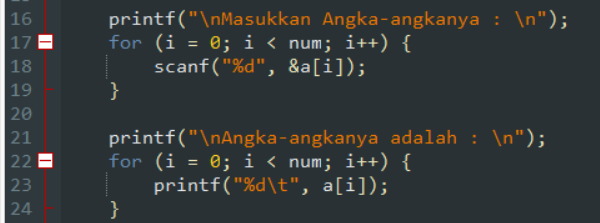 16 printf("\nMasukkan Angka-angkanya : \n");
17 for (i = 0; i < num; i++) {
18 scanf("%d", &a[i]);
19 }
20
21 printf("\nAngka-angkanya adalah : \n");
22 for (i = 0; i < num; i++) {
23 printf("%d\t", a[i]);
24 }